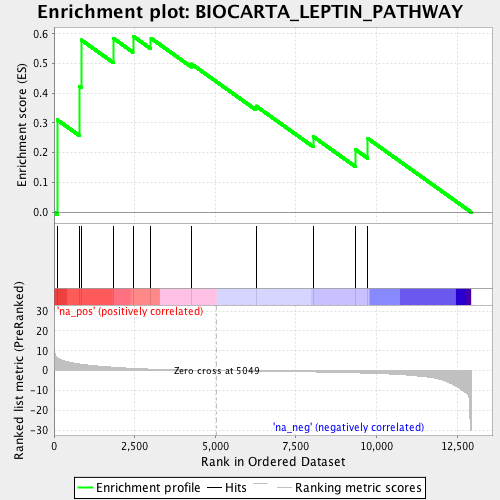 Enrichment plot: BIOCARTA_LEPTIN_PATHWAY
Enrichment score (ES)
0.6
0.5
0.4
0.3
0.2
0.1
0.0
Ranked list metric (PreRanked)
'na_pos' (positively correlated)
30
20
10
0
-10
-20
-30
Zero cross at 5049
'na_neg' (negatively correlated)
0 2,500 5,000 7,500 10,000 12,500
Rank in Ordered Dataset
Enrichment profile Hits Ranking metric scores